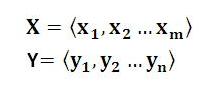 X = ⟨x₁, x₂ ...xₘ⟩
Y= ⟨y₁, y₂ ...yₙ⟩